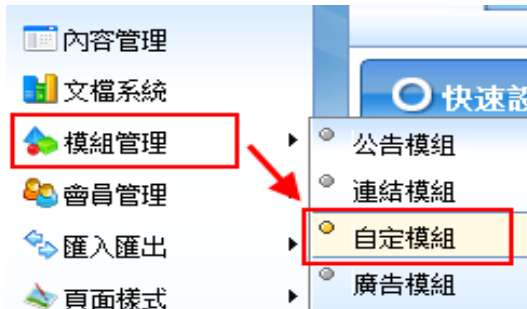 內容管理
文檔系統
模組管理
會員管理
匯入匯出
頁面樣式
快速設
公告模組
連結模組
自定模組
廣告模組